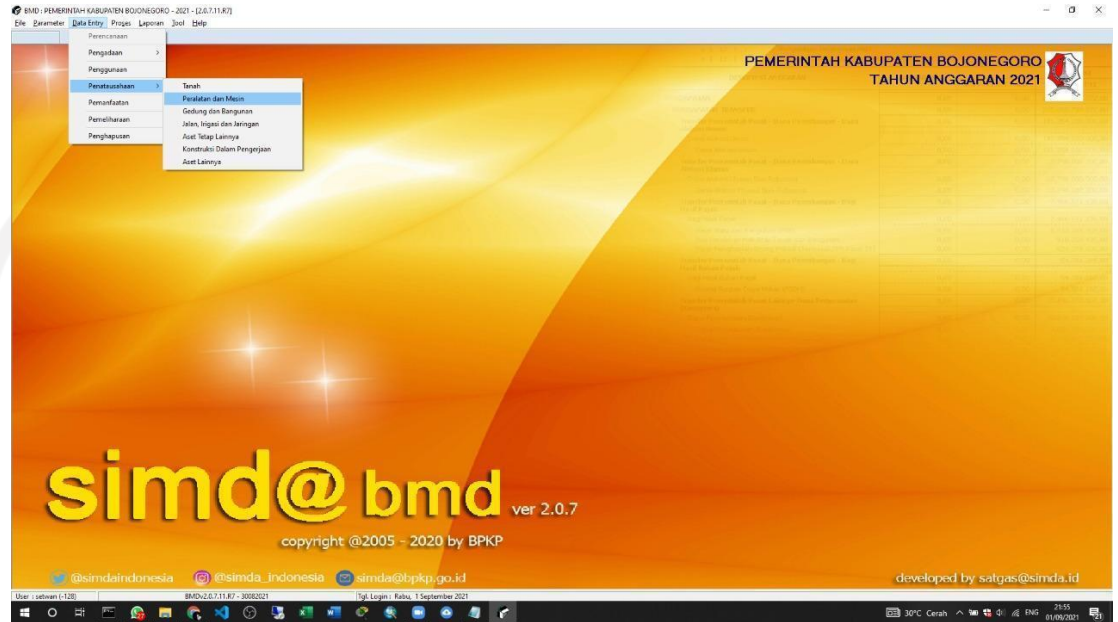 BMD : PEMERINTAH KABUPATEN BOJONEGORO - 2021 - [2.0.7.11.R7]
File Parameter Data Entry Proses Laporan Tool Help
Perencanaan
Pengadaan >
Penggunaan
Penatausahaan >
Pemanfaatan
Pemeliharaan
Penghapusan
Tanah
Peralatan dan Mesin
Gedung dan Bangunan
Jalan, Irigasi dan Jaringan
Aset Tetap Lainnya
Konstruksi Dalam Pengerjaan
Aset Lainnya
PEMERINTAH KABUPATEN BOJONEGORO
TAHUN ANGGARAN 2021
simd@ bmd ver 2.0.7
copyright @2005 - 2020 by BPKP
@simdaindonesia @simda_indonesia simda@bpkp.go.id
developed by satgas@simda.id
User : setwan (-128) BMDv2.0.7.11.R7 - 30082021 Tgl. Login : Rabu, 1 September 2021
30°C Cerah ENG 21:55
01/09/2021